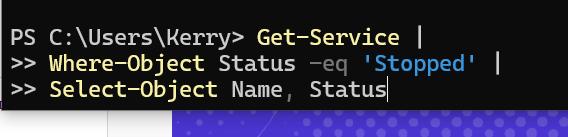 PS C:\Users\Kerry> Get-Service |
>> Where-Object Status -eq 'Stopped' |
>> Select-Object Name, Status